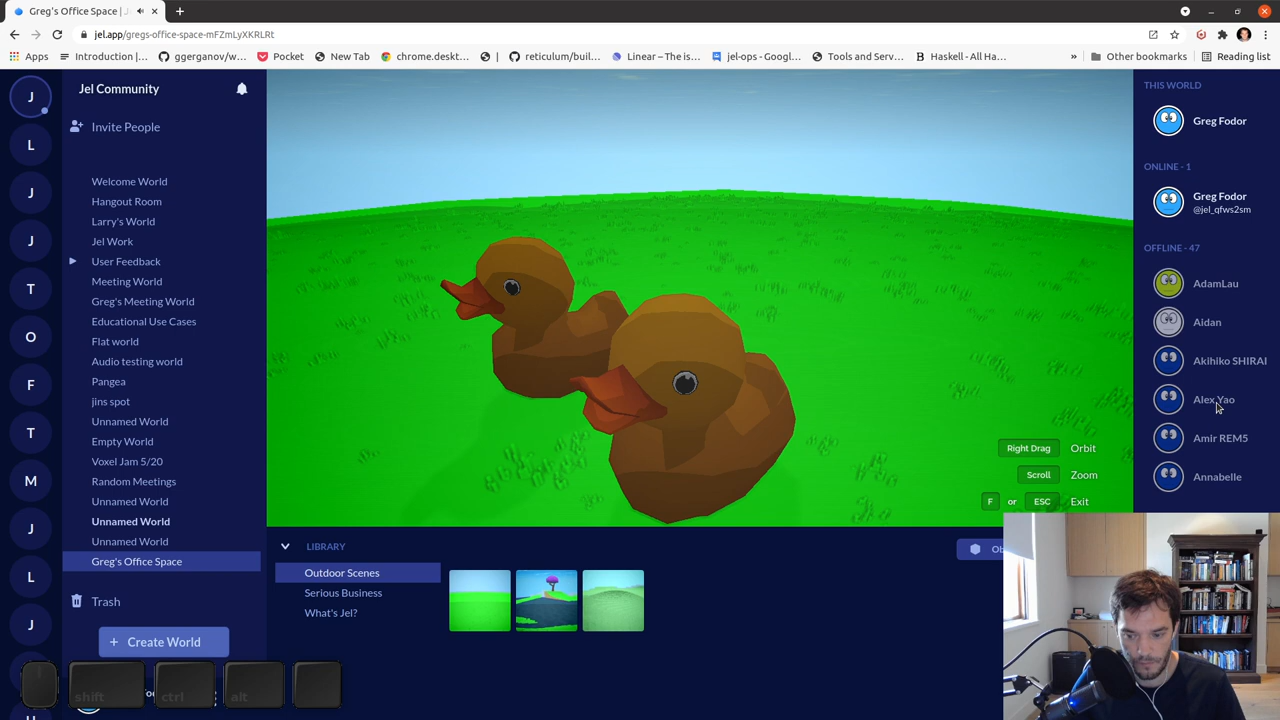 Greg's Office Space |
jel.app/gregs-office-space-mFZmLyXKRLRt
Apps
Introduction |...
ggerganov/w...
Pocket
New Tab
chrome.deskt...
|
reticulum/buil...
Linear – The is...
jel-ops - Googl...
Tools and Serv...
Haskell - All Ha...
»
Other bookmarks
Reading list
J
L
J
J
T
O
F
T
M
J
L
J
Jel Community
Invite People
Welcome World
Hangout Room
Larry's World
Jel Work
User Feedback
Meeting World
Greg's Meeting World
Educational Use Cases
Flat world
Audio testing world
Pangea
jins spot
Unnamed World
Empty World
Voxel Jam 5/20
Random Meetings
Unnamed World
Unnamed World
Unnamed World
Greg's Office Space
Trash
+ Create World
shift
ctrl
alt
Right Drag Orbit
Scroll Zoom
F or ESC Exit
LIBRARY
Outdoor Scenes
Serious Business
What's Jel?
THIS WORLD
Greg Fodor
ONLINE - 1
Greg Fodor
@jel_qfws2sm
OFFLINE - 47
AdamLau
Aidan
Akihiko SHIRAI
Alex Yao
Amir REM5
Annabelle